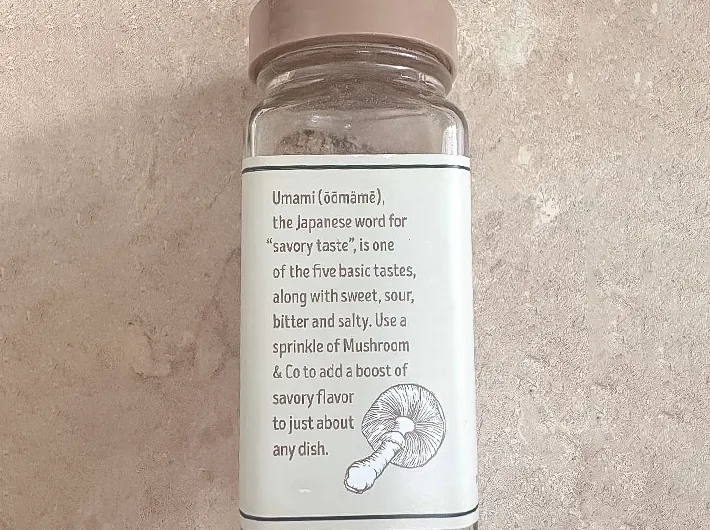 Umami (ōōmämē),
the Japanese word for
“savory taste”, is one
of the five basic tastes,
along with sweet, sour,
bitter and salty. Use a
sprinkle of Mushroom
& Co to add a boost of
savory flavor
to just about
any dish.